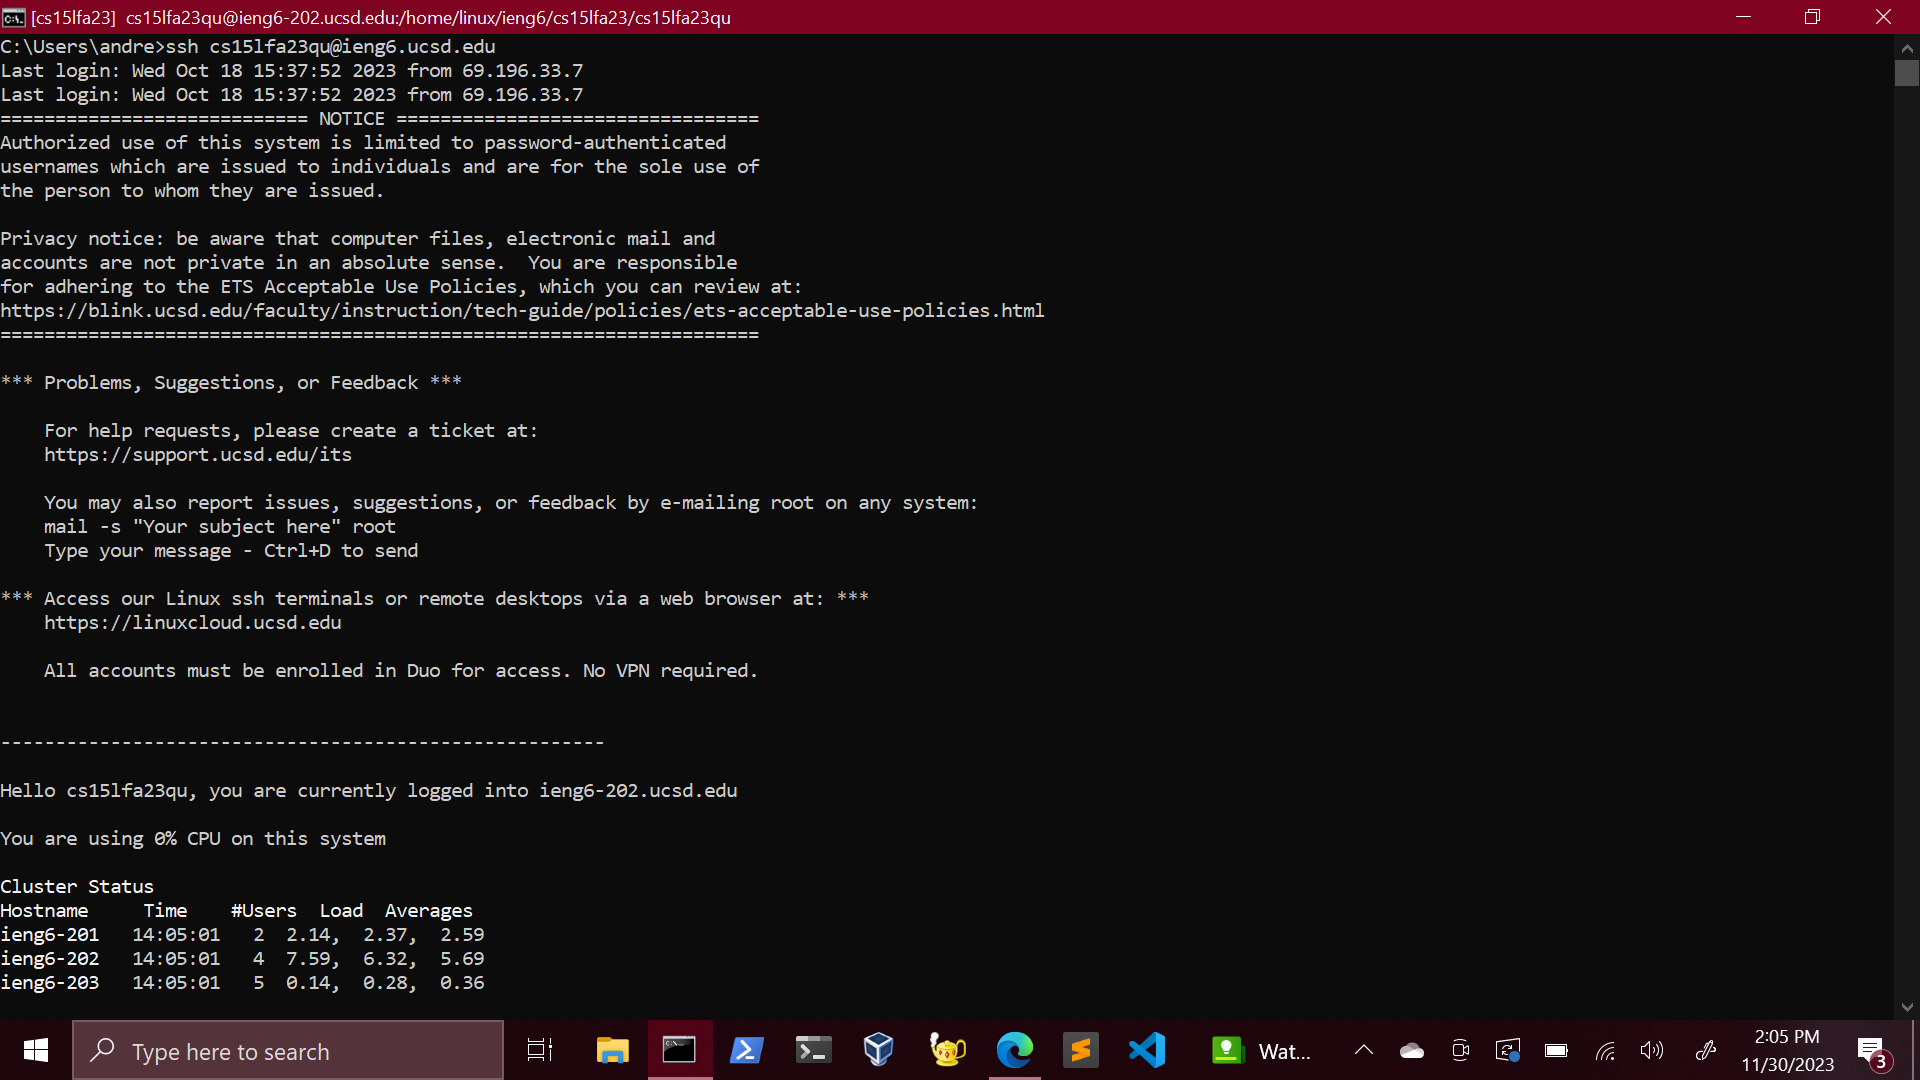 [cs15lfa23] cs15lfa23qu@ieng6-202.ucsd.edu:/home/linux/ieng6/cs15lfa23/cs15lfa23qu
C:\Users\andre>ssh cs15lfa23qu@ieng6.ucsd.edu
Last login: Wed Oct 18 15:37:52 2023 from 69.196.33.7
Last login: Wed Oct 18 15:37:52 2023 from 69.196.33.7
============================ NOTICE =================================
Authorized use of this system is limited to password-authenticated
usernames which are issued to individuals and are for the sole use of
the person to whom they are issued.
Privacy notice: be aware that computer files, electronic mail and
accounts are not private in an absolute sense.  You are responsible
for adhering to the ETS Acceptable Use Policies, which you can review at:
https://blink.ucsd.edu/faculty/instruction/tech-guide/policies/ets-acceptable-use-policies.html
=====================================================================
*** Problems, Suggestions, or Feedback ***
For help requests, please create a ticket at:
https://support.ucsd.edu/its
You may also report issues, suggestions, or feedback by e-mailing root on any system:
mail -s "Your subject here" root
Type your message - Ctrl+D to send
*** Access our Linux ssh terminals or remote desktops via a web browser at: ***
https://linuxcloud.ucsd.edu
All accounts must be enrolled in Duo for access. No VPN required.
-------------------------------------------------------
Hello cs15lfa23qu, you are currently logged into ieng6-202.ucsd.edu
You are using 0% CPU on this system
Cluster Status
Hostname     Time    #Users  Load  Averages
ieng6-201   14:05:01   2  2.14,  2.37,  2.59
ieng6-202   14:05:01   4  7.59,  6.32,  5.69
ieng6-203   14:05:01   5  0.14,  0.28,  0.36
Type here to search
Wat...
2:05 PM
11/30/2023
3